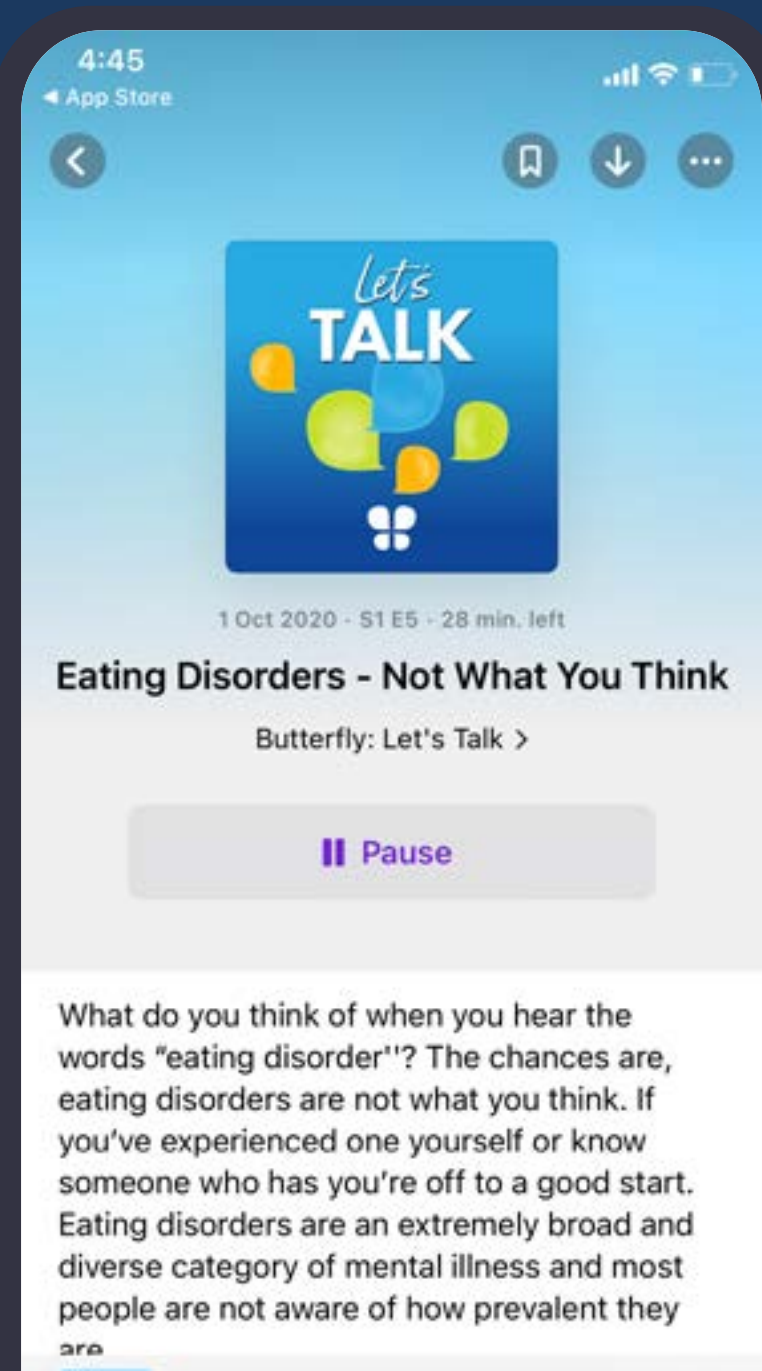 4:45
◀ App Store
Let's
TALK
1 Oct 2020 · S1 E5 · 28 min. left
Eating Disorders - Not What You Think
Butterfly: Let's Talk >
Pause
What do you think of when you hear the
words “eating disorder''? The chances are,
eating disorders are not what you think. If
you’ve experienced one yourself or know
someone who has you’re off to a good start.
Eating disorders are an extremely broad and
diverse category of mental illness and most
people are not aware of how prevalent they
are